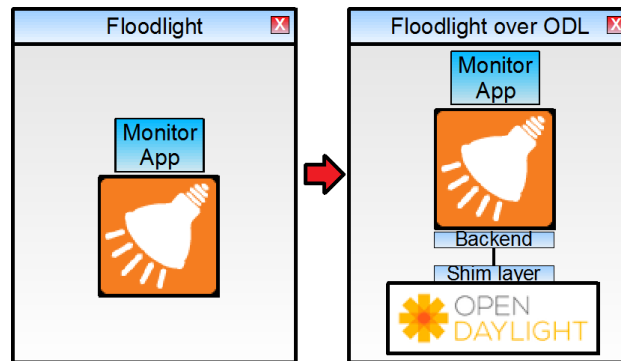 Floodlight
X
Monitor
App
Floodlight over ODL
X
Monitor
App
Backend
Shim layer
OPEN
DAYLIGHT